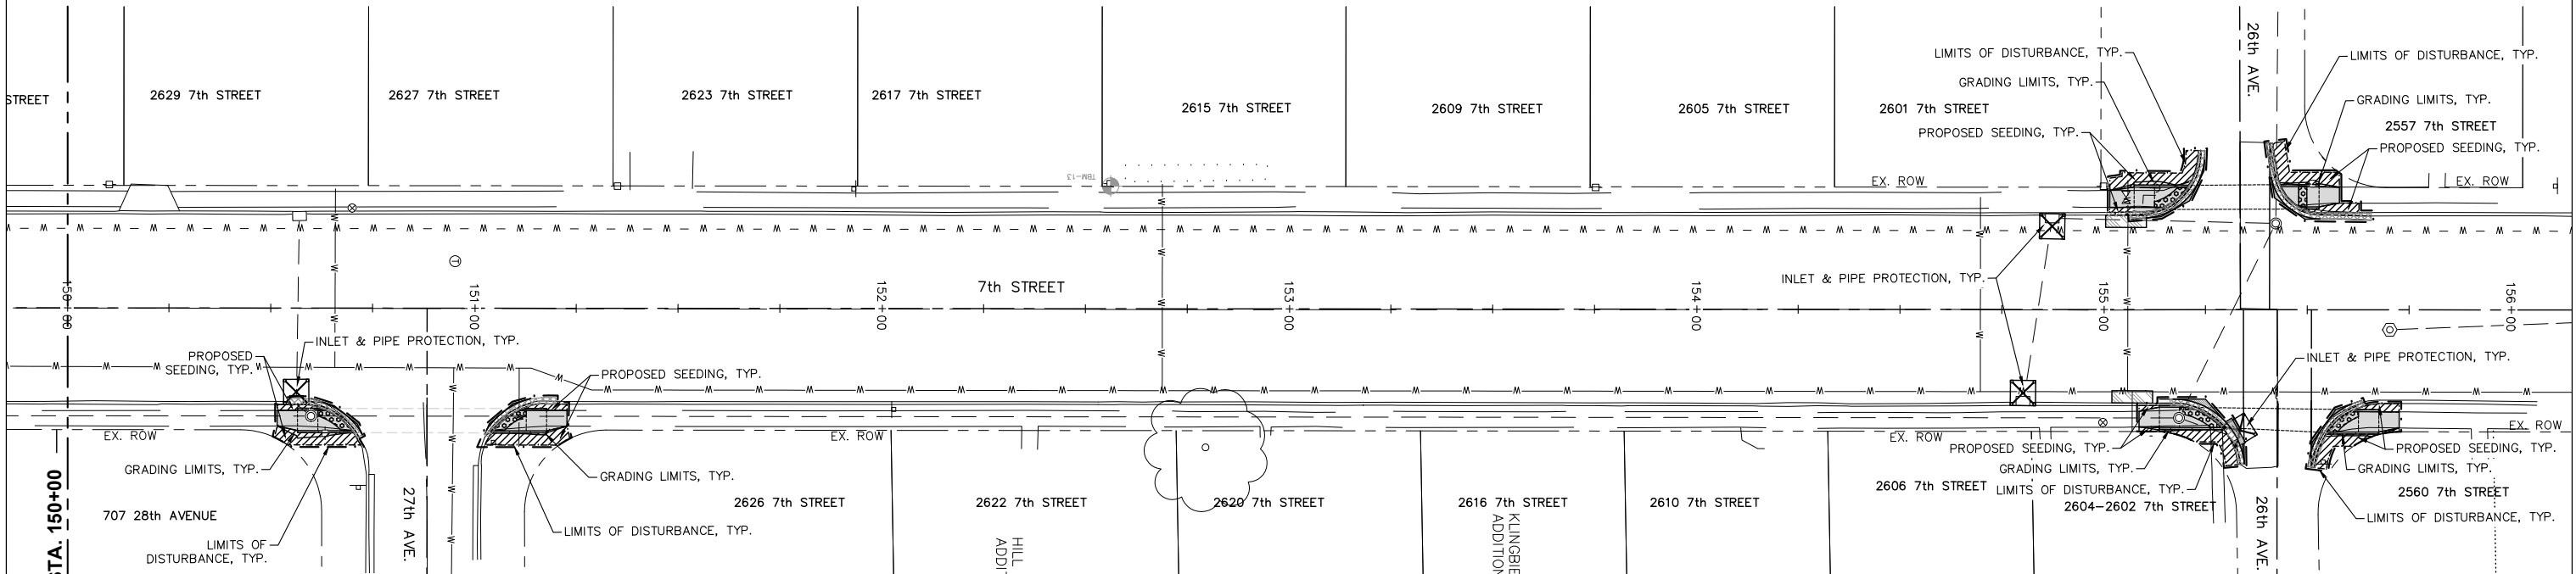 STREET
2629 7th STREET
2627 7th STREET
2623 7th STREET
2617 7th STREET
2615 7th STREET
2609 7th STREET
2605 7th STREET
2601 7th STREET
2557 7th STREET
LIMITS OF DISTURBANCE, TYP.
GRADING LIMITS, TYP.
PROPOSED SEEDING, TYP.
26th AVE.
LIMITS OF DISTURBANCE, TYP.
GRADING LIMITS, TYP.
PROPOSED SEEDING, TYP.
TBM-13
EX. ROW
EX. ROW
INLET & PIPE PROTECTION, TYP.
7th STREET
150+00
151+00
152+00
153+00
154+00
155+00
156+00
INLET & PIPE PROTECTION, TYP.
PROPOSED
SEEDING, TYP.
PROPOSED SEEDING, TYP.
INLET & PIPE PROTECTION, TYP.
EX. ROW
EX. ROW
EX. ROW
EX. ROW
GRADING LIMITS, TYP.
GRADING LIMITS, TYP.
PROPOSED SEEDING, TYP.
GRADING LIMITS, TYP.
LIMITS OF DISTURBANCE, TYP.
PROPOSED SEEDING, TYP.
GRADING LIMITS, TYP.
STA. 150+00
707 28th AVENUE
LIMITS OF
DISTURBANCE, TYP.
27th AVE.
LIMITS OF DISTURBANCE, TYP.
2626 7th STREET
2622 7th STREET
2620 7th STREET
2616 7th STREET
2610 7th STREET
2606 7th STREET
2604-2602 7th STREET
2560 7th STREET
LIMITS OF DISTURBANCE, TYP.
HILL
ADDIT
KLINGBIE
ADDITION
26th AVE.